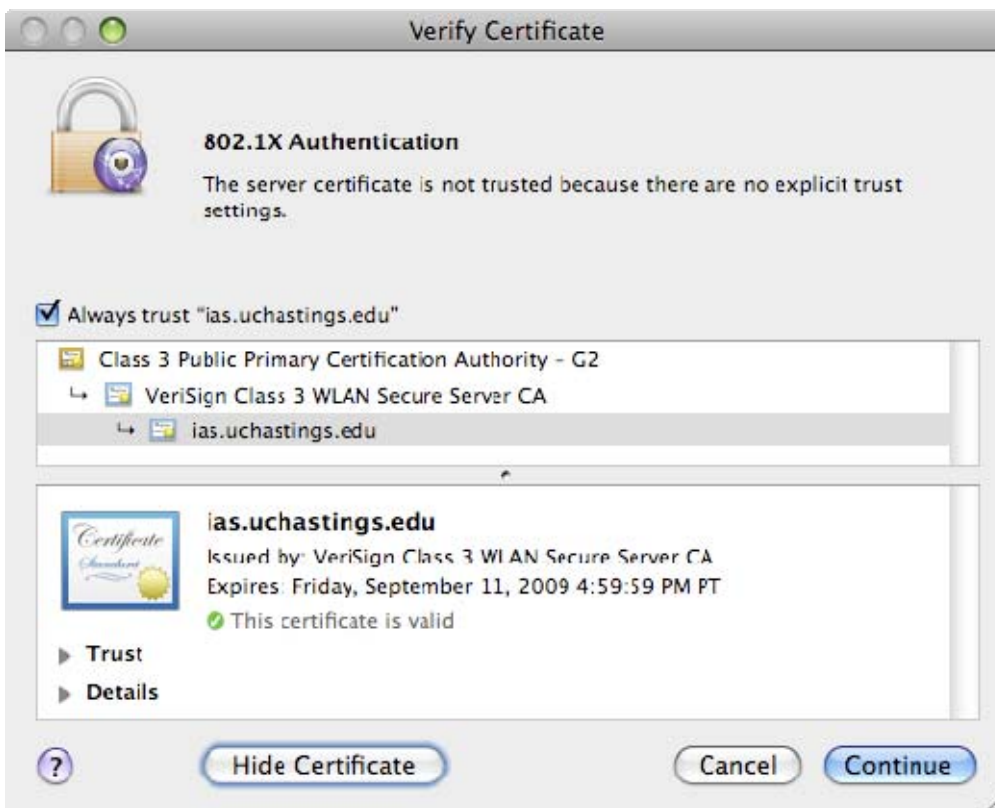 Verify Certificate
802.1X Authentication
The server certificate is not trusted because there are no explicit trust
settings.
Always trust "ias.uchastings.edu"
Class 3 Public Primary Certification Authority - G2
VeriSign Class 3 WLAN Secure Server CA
ias.uchastings.edu
Certificate
Standard
ias.uchastings.edu
Issued by: VeriSign Class 3 WLAN Secure Server CA
Expires: Friday, September 11, 2009 4:59:59 PM PT
This certificate is valid
Trust
Details
?
Hide Certificate
Cancel
Continue